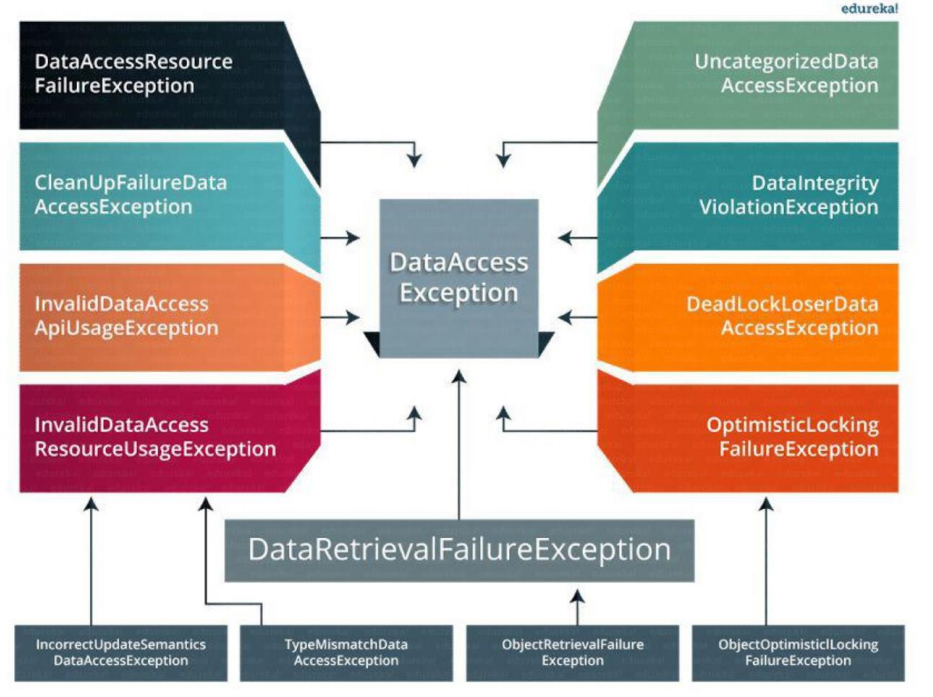 edureka!
DataAccessResource
FailureException
UncategorizedData
AccessException
CleanUpFailureData
AccessException
DataIntegrity
ViolationException
DataAccess
Exception
InvalidDataAccess
ApiUsageException
DeadLockLoserData
AccessException
InvalidDataAccess
ResourceUsageException
OptimisticLocking
FailureException
DataRetrievalFailureException
IncorrectUpdateSemantics
DataAccessException
TypeMismatchData
AccessException
ObjectRetrievalFailure
Exception
ObjectOptimisticlLocking
FailureException